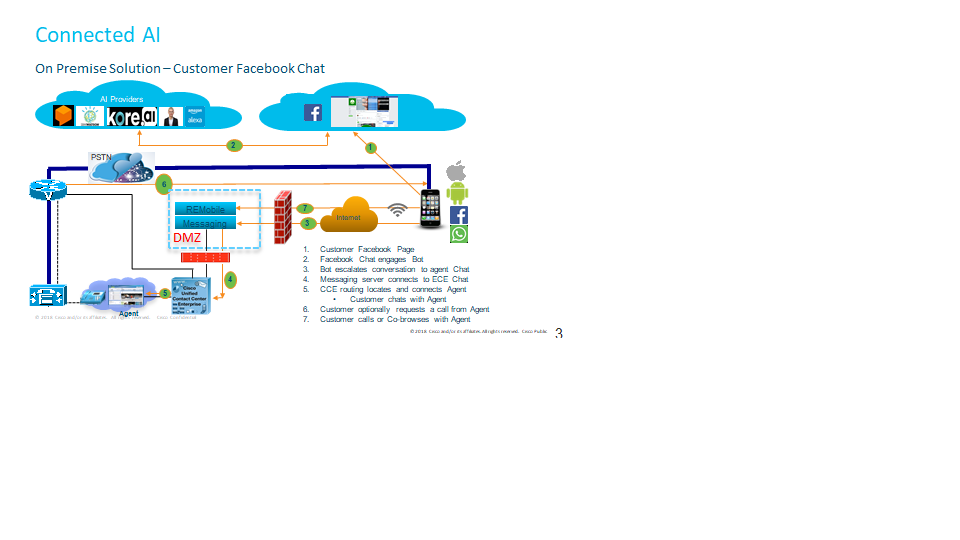 Connected AI
On Premise Solution – Customer Facebook Chat
AI Providers
kore.ai
amazon
alexa
2
1
PSTN
6
REMobile
Messaging
DMZ
7
3
Internet
4
5
Cisco
Unified
Contact Center
Enterprise
Agent
1. Customer Facebook Page
2. Facebook Chat engages Bot
3. Bot escalates conversation to agent Chat
4. Messaging server connects to ECE Chat
5. CCE routing locates and connects Agent
• Customer chats with Agent
6. Customer optionally requests a call from Agent
7. Customer calls or Co-browses with Agent
© 2018 Cisco and/or its affiliates. All rights reserved. Cisco Confidential
© 2018 Cisco and/or its affiliates. All rights reserved. Cisco Public
3